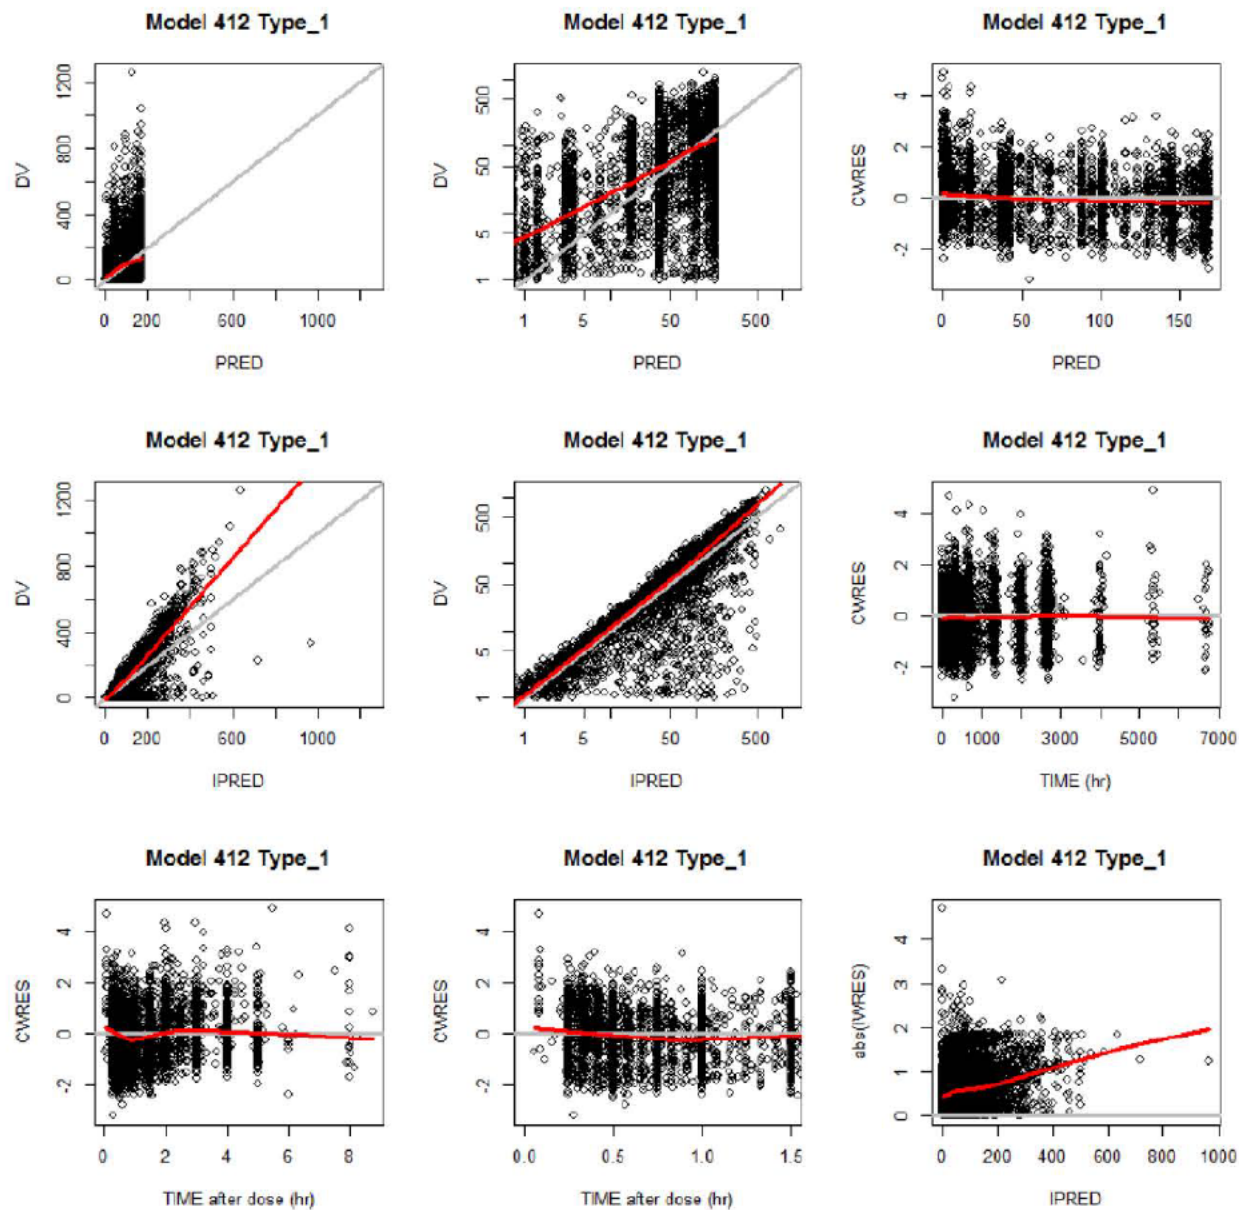 Model 412 Type_1 Model 412 Type_1 Model 412 Type_1
DV
1200
800
400
0
0 200 600 1000
PRED
DV
500
50
5
1
1 5 50 500
PRED
CWRES
4
2
0
-2
0 50 100 150
PRED
Model 412 Type_1 Model 412 Type_1 Model 412 Type_1
DV
1200
800
400
0
0 200 600 1000
IPRED
DV
500
50
5
1
1 5 50 500
IPRED
CWRES
4
2
0
-2
0 1000 3000 5000 7000
TIME (hr)
Model 412 Type_1 Model 412 Type_1 Model 412 Type_1
CWRES
4
2
0
-2
0 2 4 6 8
TIME after dose (hr)
CWRES
4
2
0
-2
0.0 0.5 1.0 1.5
TIME after dose (hr)
abs(IWRES)
4
3
2
1
0
0 200 400 600 800 1000
IPRED